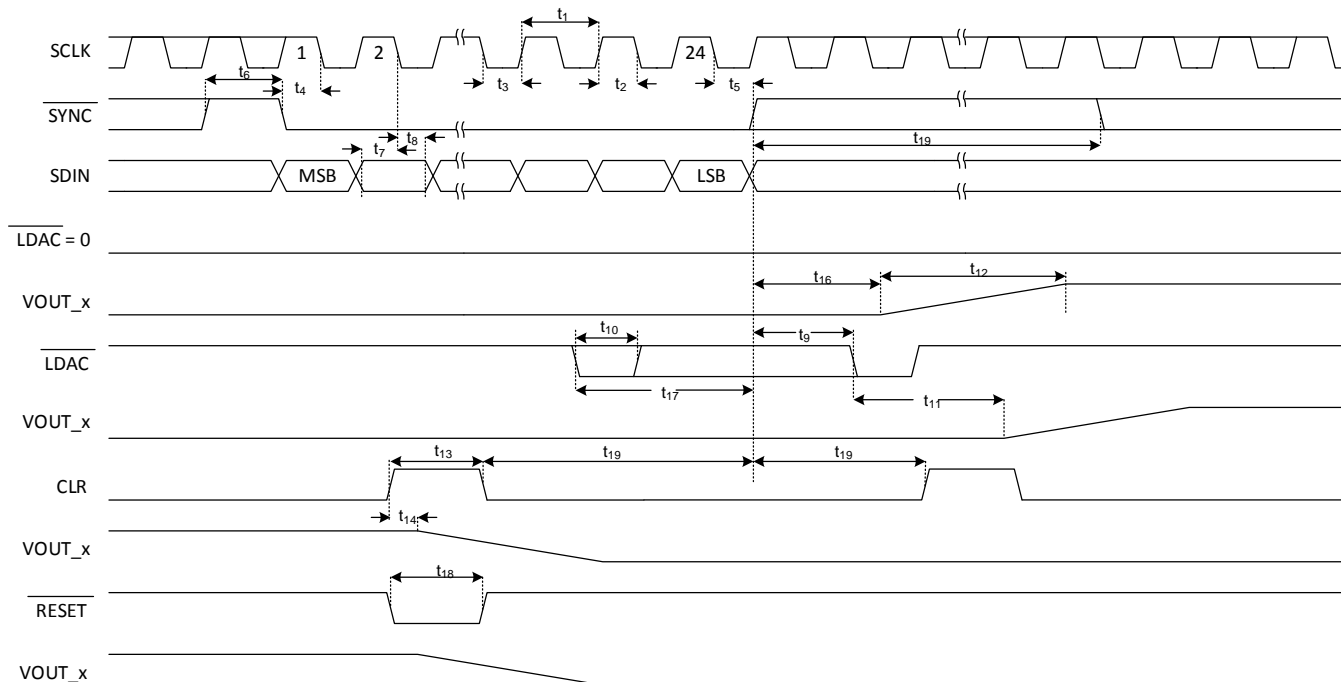 t1
SCLK 1 2 24
t3 t2 t5
t6
t4
SYNC
t8
t7 t19
SDIN MSB LSB
LDAC = 0
t16 t12
VOUT_x
t10 t9
LDAC
t17 t11
VOUT_x
t13 t19 t19
CLR
t14
VOUT_x
t18
RESET
VOUT_x